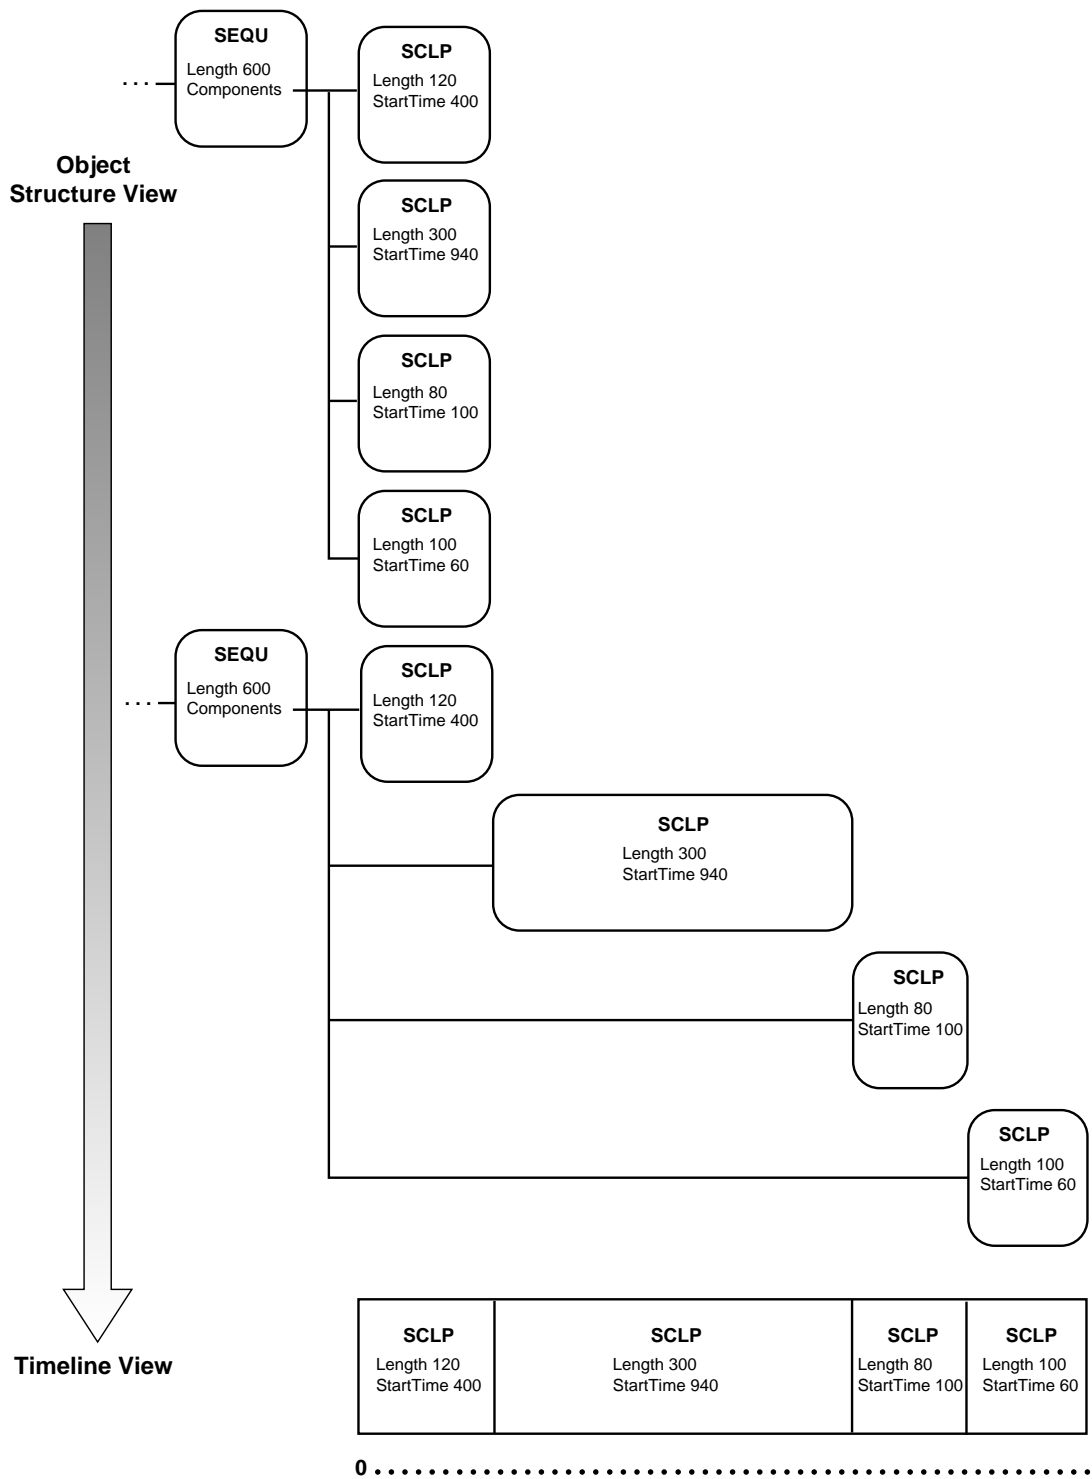 SEQU
Length 600
Components
SCLP
Length 120
StartTime 400
Object
Structure View
SCLP
Length 300
StartTime 940
SCLP
Length 80
StartTime 100
SCLP
Length 100
StartTime 60
SEQU
Length 600
Components
SCLP
Length 120
StartTime 400
SCLP
Length 300
StartTime 940
SCLP
Length 80
StartTime 100
SCLP
Length 100
StartTime 60
Timeline View
SCLP
Length 120
StartTime 400
SCLP
Length 300
StartTime 940
SCLP
Length 80
StartTime 100
SCLP
Length 100
StartTime 60
0